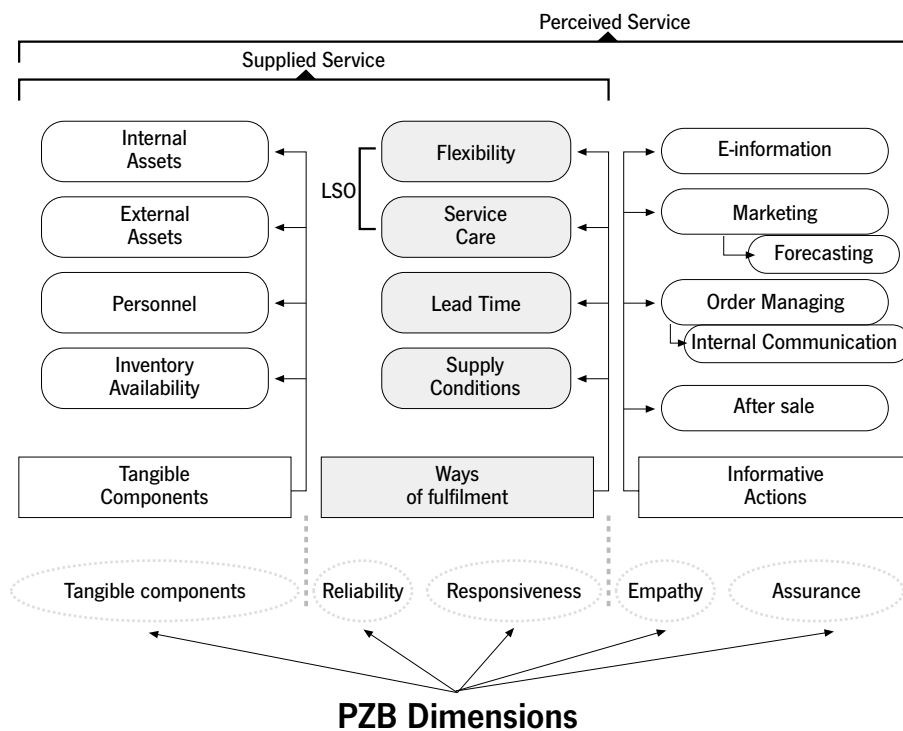 Perceived Service
Supplied Service
Internal
Assets
External
Assets
Personnel
Inventory
Availability
Tangible
Components
LSO
Flexibility
Service
Care
Lead Time
Supply
Conditions
Ways
of fulfilment
E-information
Marketing
Forecasting
Order Managing
Internal Communication
After sale
Informative
Actions
Tangible components
Reliability
Responsiveness
Empathy
Assurance
PZB Dimensions